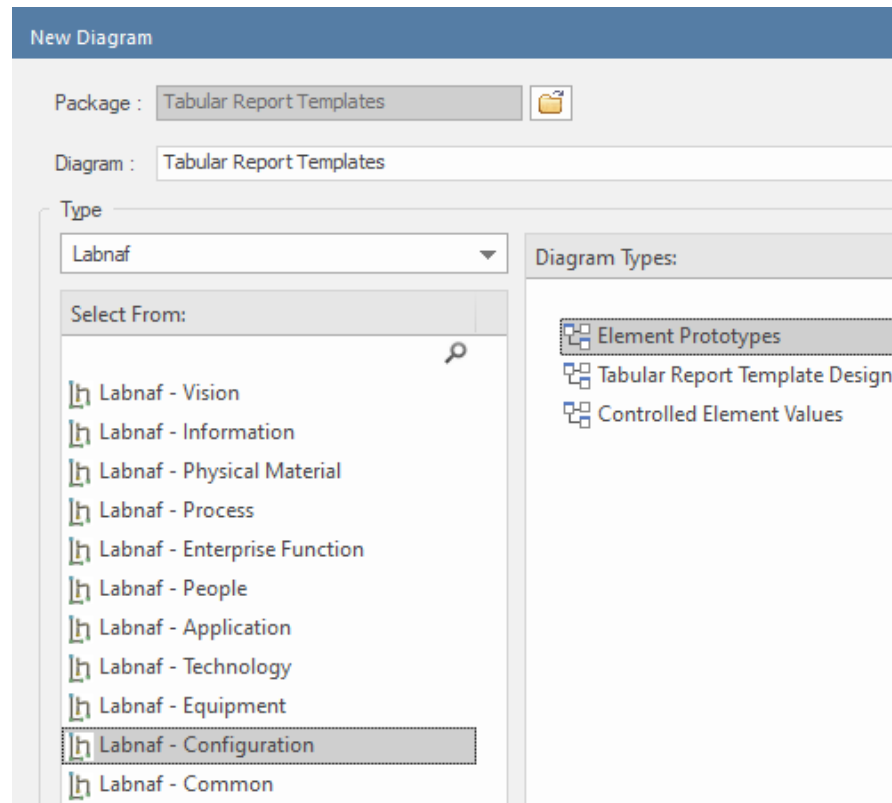 New Diagram
Package : Tabular Report Templates
Diagram : Tabular Report Templates
Type
Labnaf
Select From:
Labnaf - Vision
Labnaf - Information
Labnaf - Physical Material
Labnaf - Process
Labnaf - Enterprise Function
Labnaf - People
Labnaf - Application
Labnaf - Technology
Labnaf - Equipment
Labnaf - Configuration
Labnaf - Common
Diagram Types:
Element Prototypes
Tabular Report Template Design
Controlled Element Values